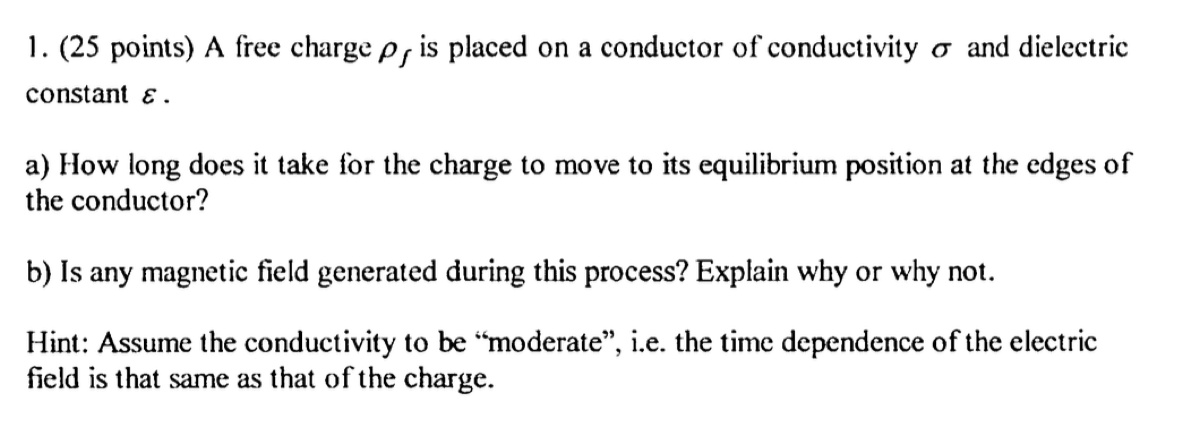 1. (25 points) A free charge ρ_f is placed on a conductor of conductivity σ and dielectric
constant ε.
a) How long does it take for the charge to move to its equilibrium position at the edges of
the conductor?
b) Is any magnetic field generated during this process? Explain why or why not.
Hint: Assume the conductivity to be “moderate”, i.e. the time dependence of the electric
field is that same as that of the charge.